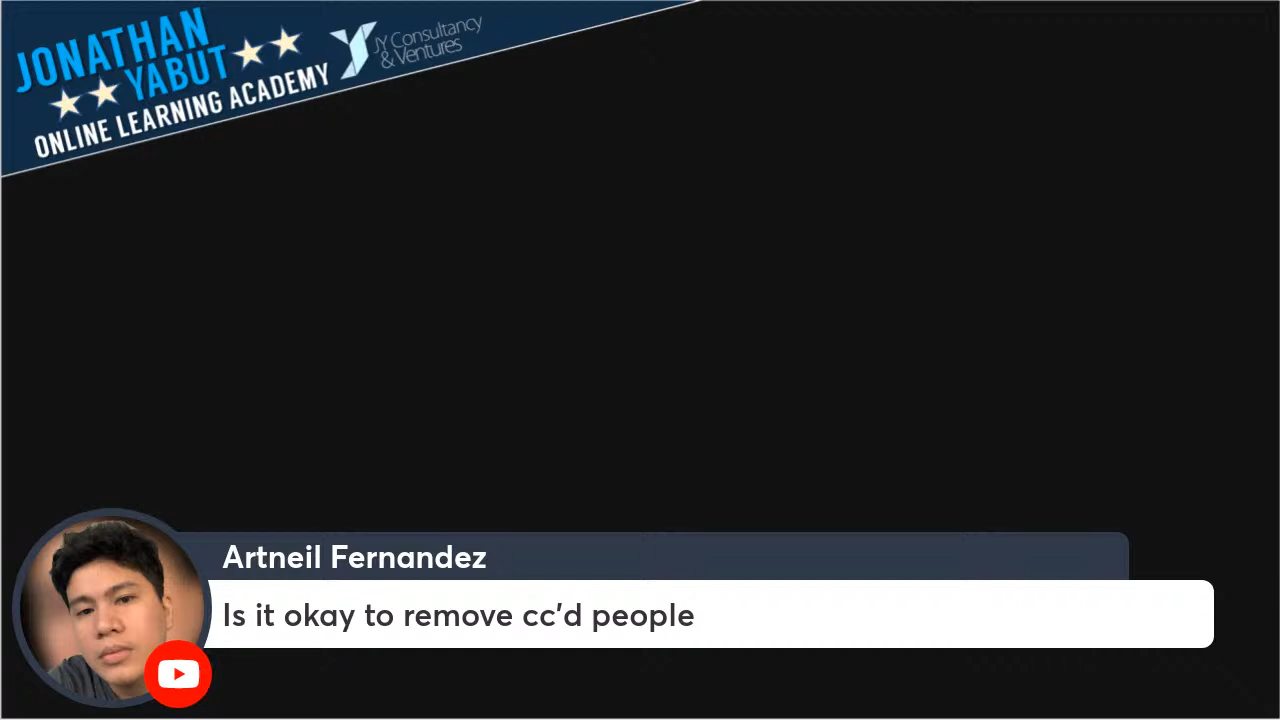 JONATHAN
YABUT
ONLINE LEARNING ACADEMY
JY Consultancy
& Ventures
Artneil Fernandez
Is it okay to remove cc'd people